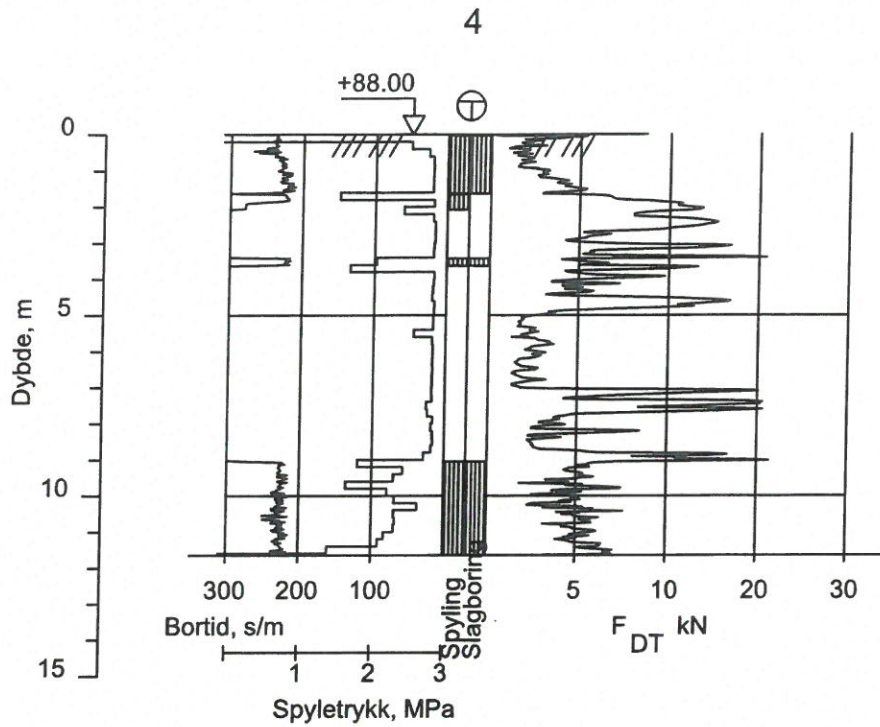 4
+88.00
T
0
5
10
15
Dybde, m
300 200 100
Bortid, s/m
1 2 3
Spyletrykk, MPa
Spyling
Slagboring
5 10 20 30
F DT kN